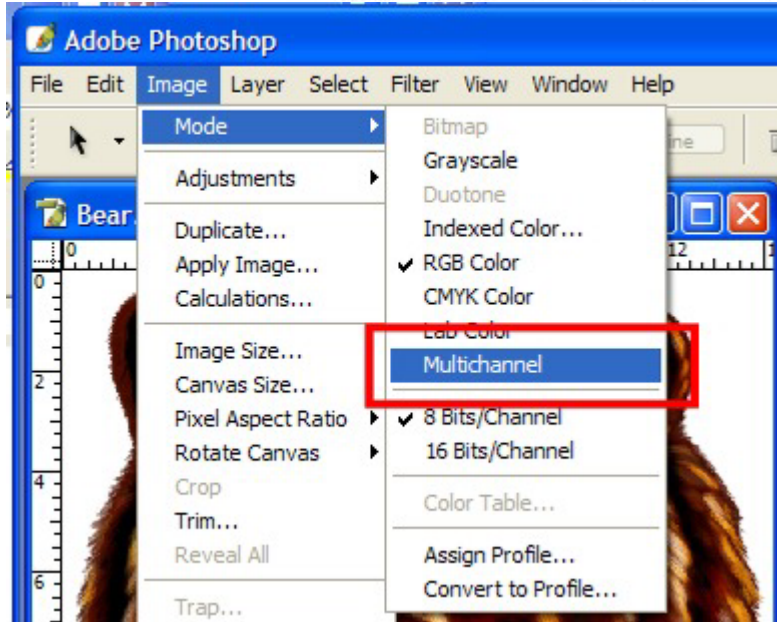 Adobe Photoshop
File Edit Image Layer Select Filter View Window Help
Mode
Adjustments
Duplicate...
Apply Image...
Calculations...
Image Size...
Canvas Size...
Pixel Aspect Ratio
Rotate Canvas
Crop
Trim...
Reveal All
Trap...
Bitmap
Grayscale
Duotone
Indexed Color...
RGB Color
CMYK Color
Lab Color
Multichannel
8 Bits/Channel
16 Bits/Channel
Color Table...
Assign Profile...
Convert to Profile...
Bear.
0 12
0
2
4
6